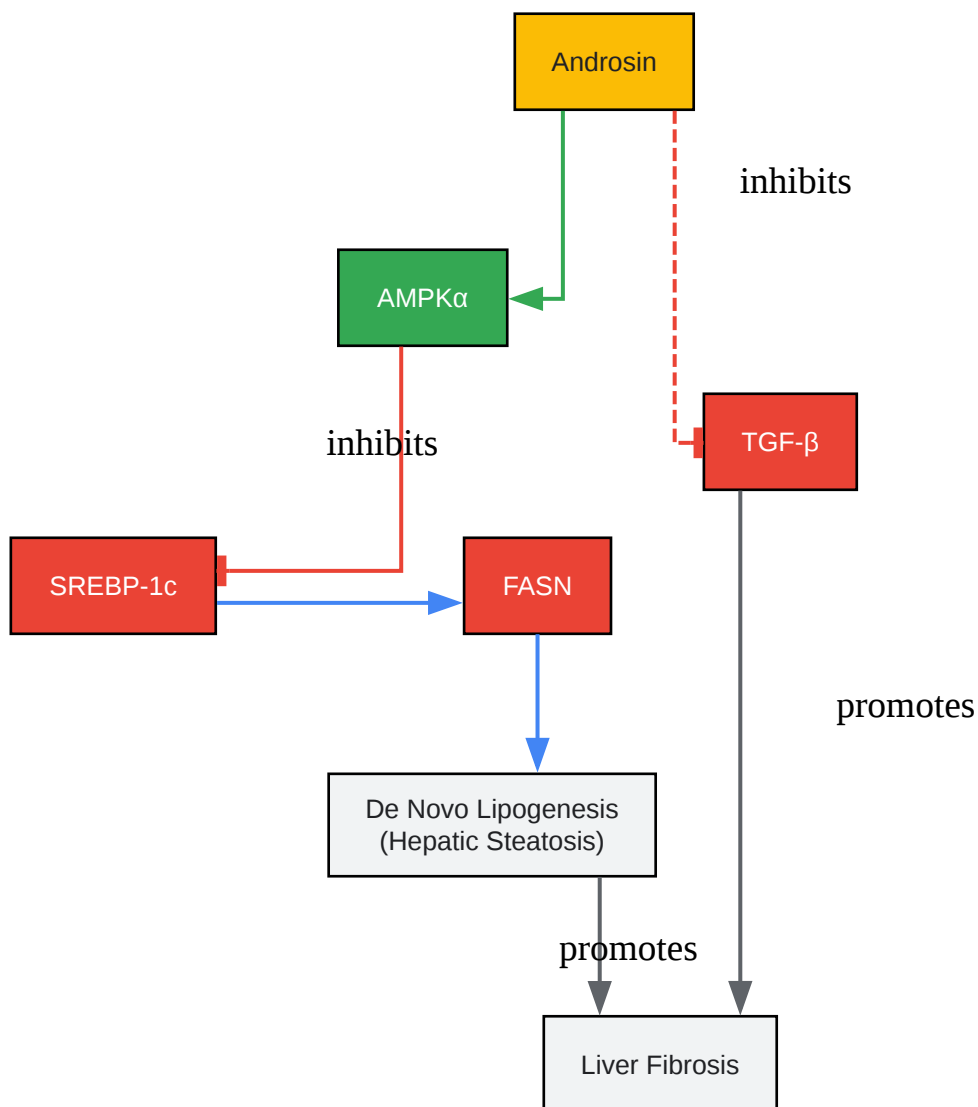 Androsin
inhibits
AMPKα
inhibits
TGF-β
SREBP-1c
FASN
promotes
De Novo Lipogenesis
(Hepatic Steatosis)
promotes
Liver Fibrosis